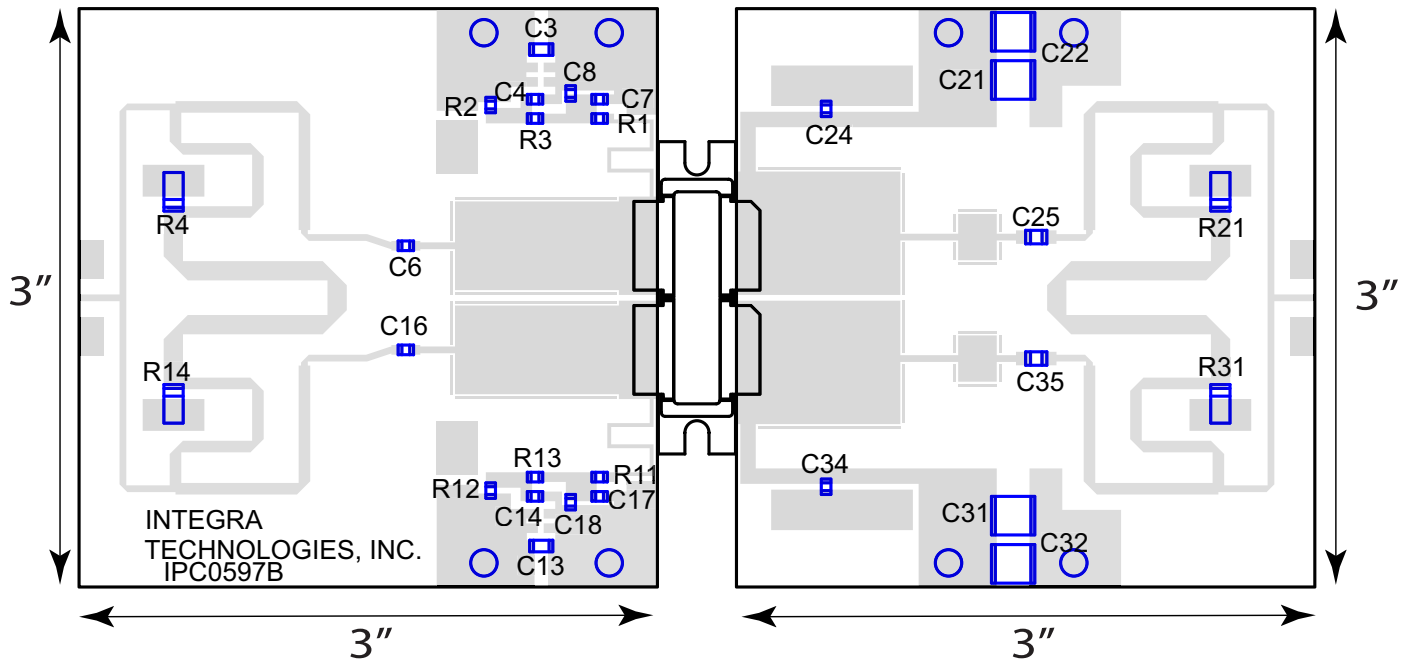 C3
C22
C8
C21
C4
C7
R2
R3
R1
C24
R4
C25
R21
C6
3”
3”
C16
R14
C35
R31
R13
R11
C34
R12
C17
C14
C18
C31
INTEGRA
TECHNOLOGIES, INC.
IPC0597B
C13
C32
3”
3”